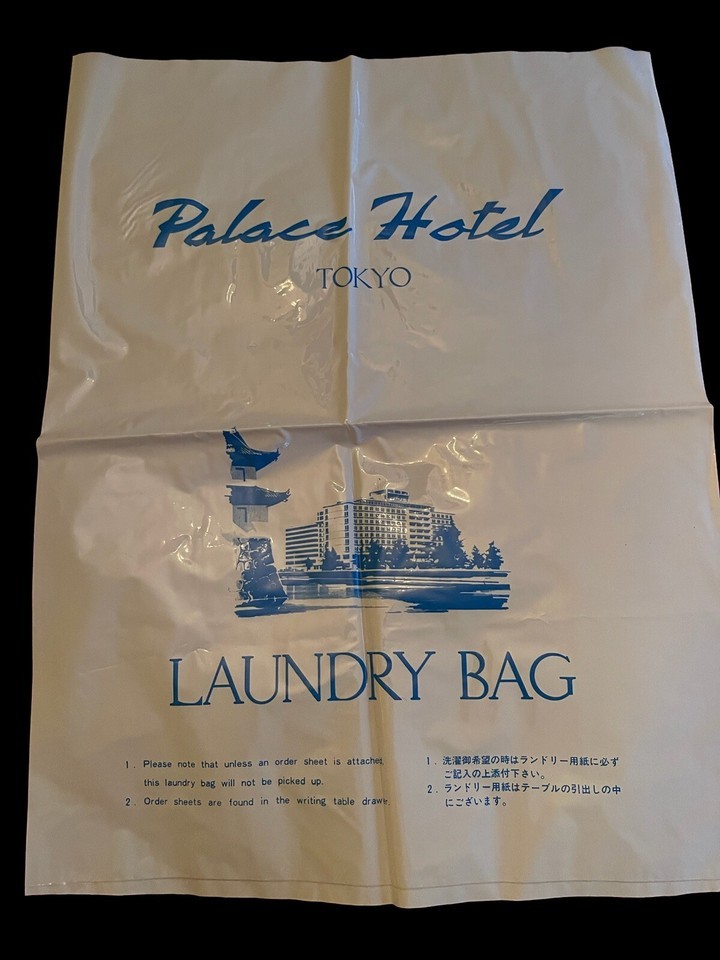 Palace Hotel
TOKYO
LAUNDRY BAG
1. Please note that unless an order sheet is attached,
this laundry bag will not be picked up.
2. Order sheets are found in the writing table drawer.
1. 洗濯御希望の時はランドリー用紙に必ず
ご記入の上添付下さい。
2. ランドリー用紙はテーブルの引出しの中
にございます。